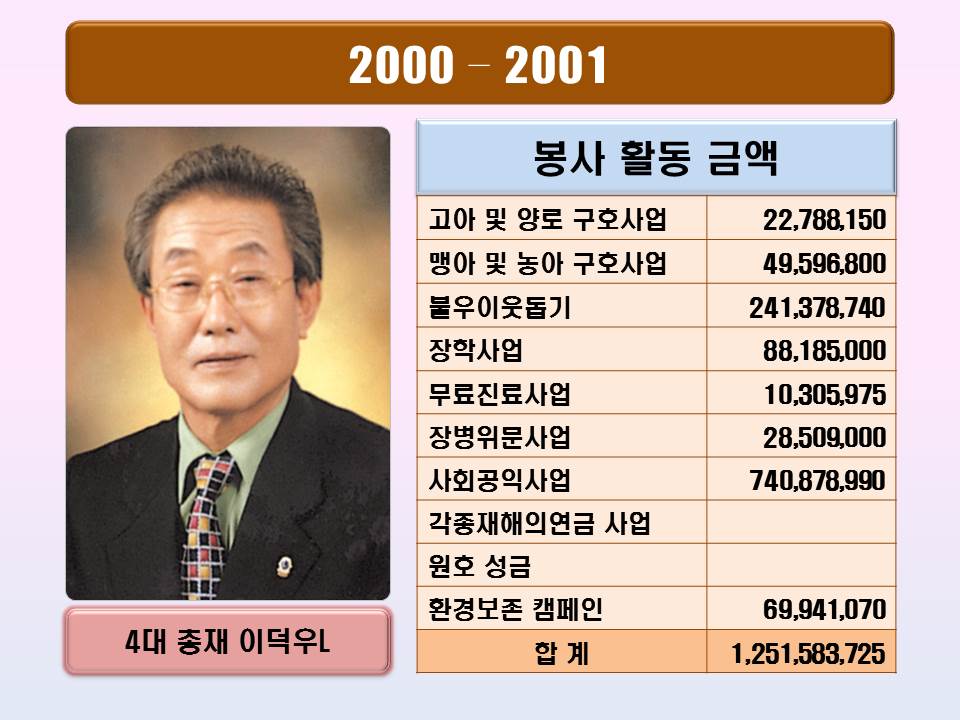 2000 – 2001
봉사 활동 금액
고아 및 양로 구호사업 22,788,150
맹아 및 농아 구호사업 49,596,800
불우이웃돕기 241,378,740
장학사업 88,185,000
무료진료사업 10,305,975
장병위문사업 28,509,000
사회공익사업 740,878,990
각종재해의연금 사업
원호 성금
환경보존 캠페인 69,941,070
합 계 1,251,583,725
4대 총재 이덕우L